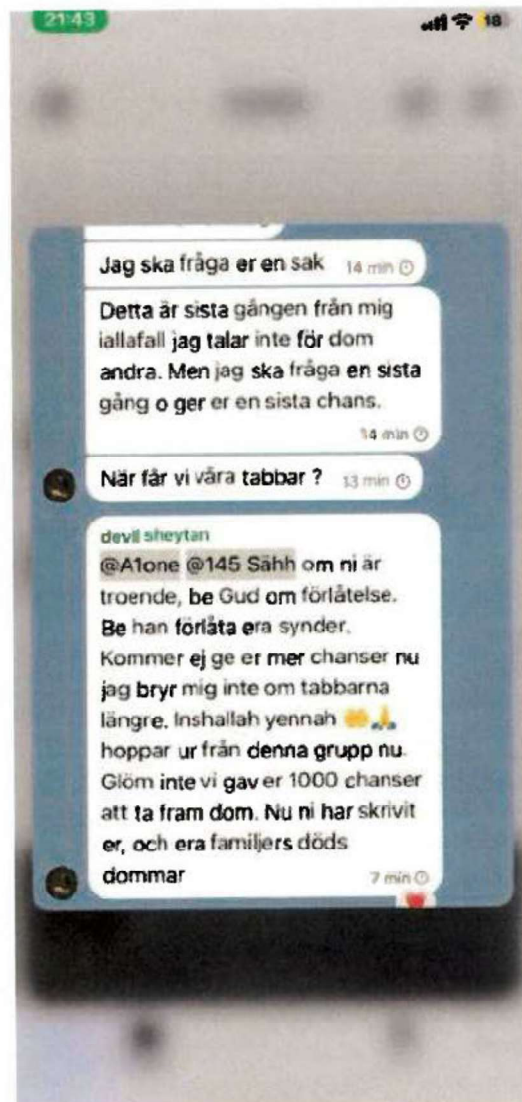 21:43
18
Jag ska fråga er en sak 14 min
Detta är sista gången från mig
iallafall jag talar inte för dom
andra. Men jag ska fråga en sista
gång o ger er en sista chans.
14 min
När får vi våra tabbar ? 13 min
devil sheytan
@A1one @145 Sähh om ni är
troende, be Gud om förlåtelse.
Be han förlåta era synder.
Kommer ej ge er mer chanser nu
jag bryr mig inte om tabbarna
längre. Inshallah yennah 🤲🙏
hoppar ur från denna grupp nu.
Glöm inte vi gav er 1000 chanser
att ta fram dom. Nu ni har skrivit
er, och era familjers döds
dommar 7 min